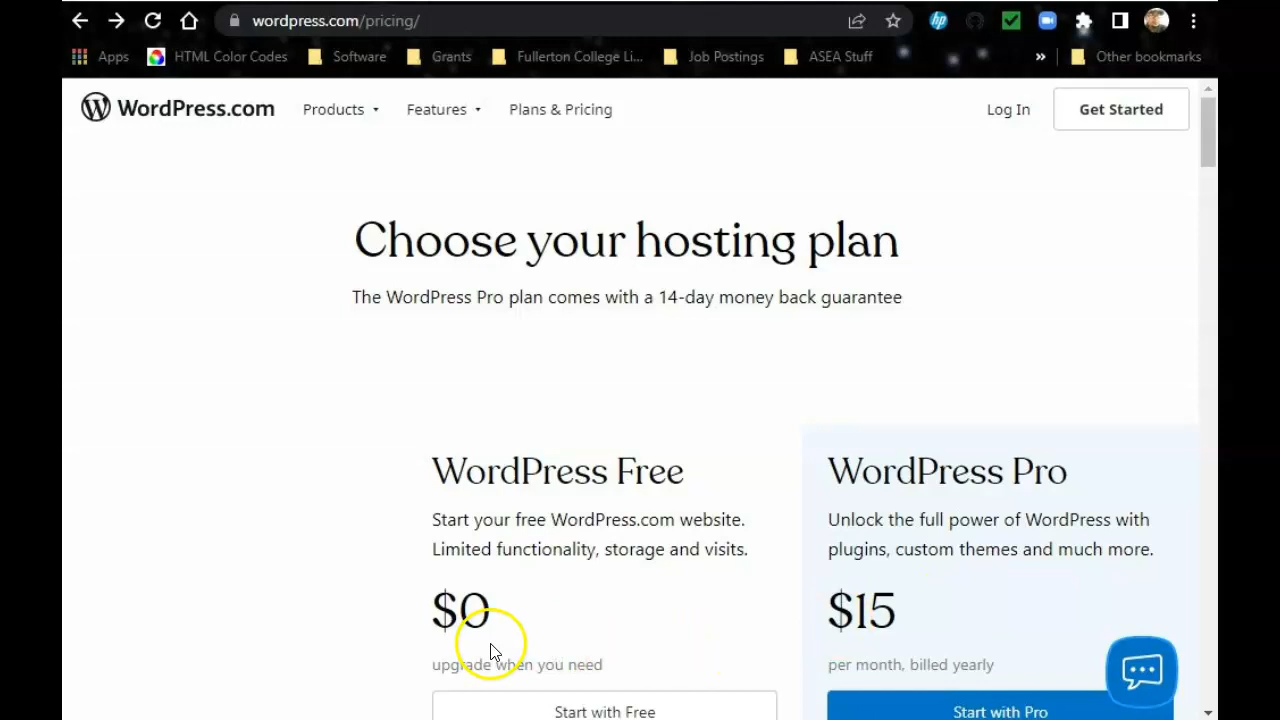 wordpress.com/pricing/
hp
Apps HTML Color Codes Software Grants Fullerton College Li... Job Postings ASEA Stuff » Other bookmarks
WordPress.com Products Features Plans & Pricing Log In Get Started
Choose your hosting plan
The WordPress Pro plan comes with a 14-day money back guarantee
WordPress Free
Start your free WordPress.com website.
Limited functionality, storage and visits.
$0
upgrade when you need
Start with Free
WordPress Pro
Unlock the full power of WordPress with
plugins, custom themes and much more.
$15
per month, billed yearly
Start with Pro